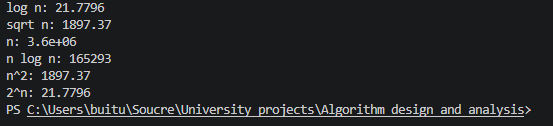 log n: 21.7796
sqrt n: 1897.37
n: 3.6e+06
n log n: 165293
n^2: 1897.37
2^n: 21.7796
PS C:\Users\buitu\Soucre\University projects\Algorithm design and analysis>